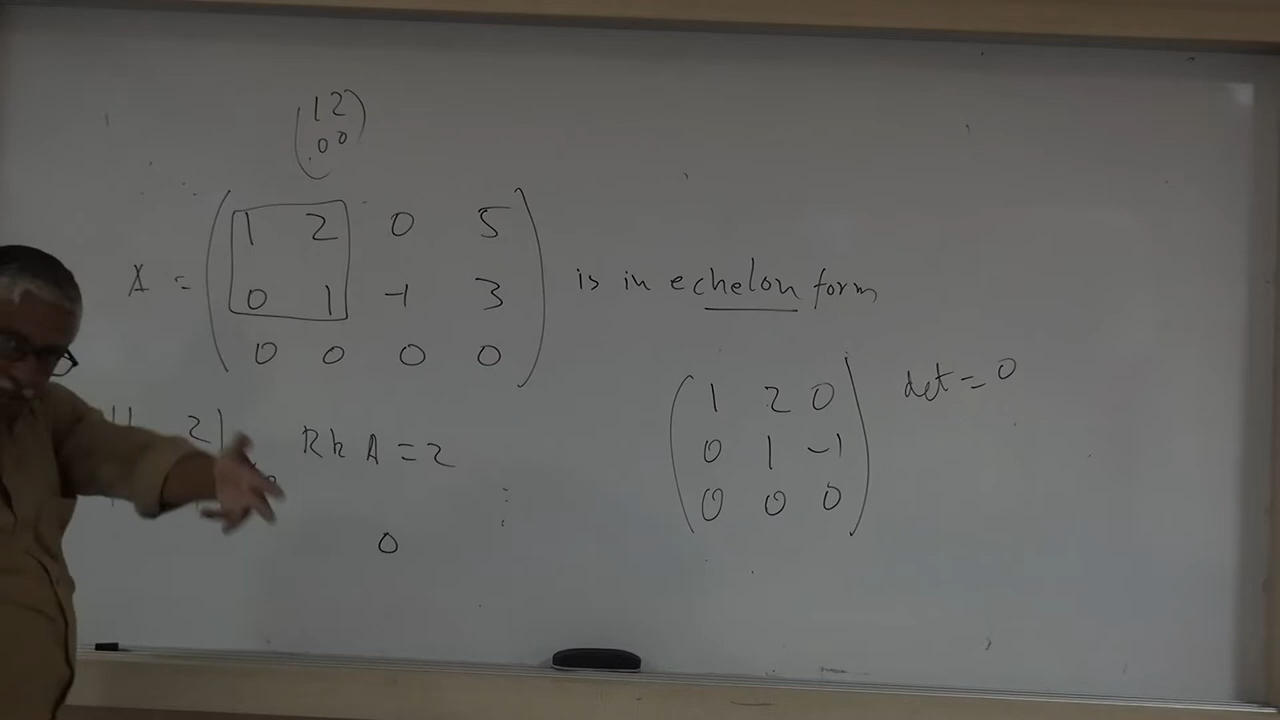 1 2
0 0
1 2 0 5
A = 0 1 -1 3 is in echelon form
0 0 0 0
1 2 0 det = 0
0 1 -1
0 0 0
2
Rk A = 2
0